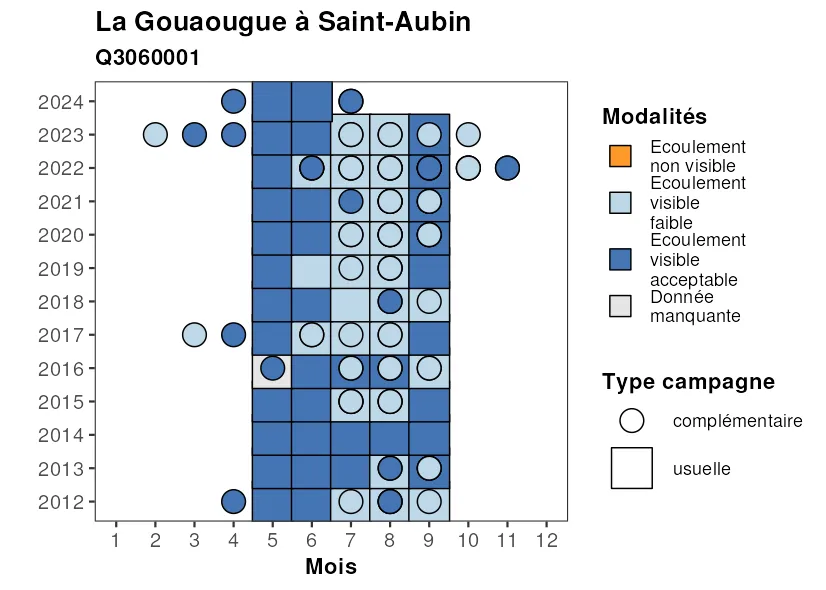 La Gouaougue à Saint-Aubin
Q3060001
2024
2023
2022
2021
2020
2019
2018
2017
2016
2015
2014
2013
2012
1 2 3 4 5 6 7 8 9 10 11 12
Mois
Modalités
Ecoulement
non visible
Ecoulement
visible
faible
Ecoulement
visible
acceptable
Donnée
manquante
Type campagne
complémentaire
usuelle